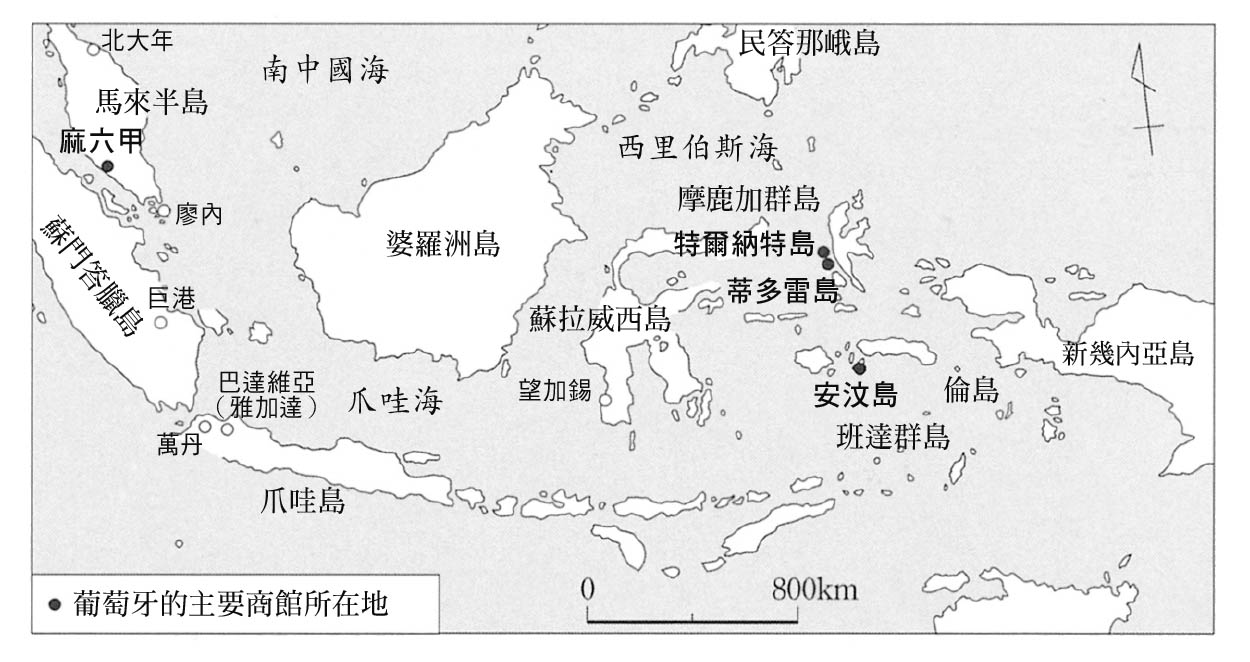 北大年
南中國海
民答那峨島
馬來半島
麻六甲
西里伯斯海
廖內
摩鹿加群島
蘇門答臘島
婆羅洲島
特爾納特島
蒂多雷島
巨港
蘇拉威西島
新幾內亞島
巴達維亞
（雅加達）
爪哇海
望加錫
安汶島
倫島
萬丹
班達群島
爪哇島
0
800km
葡萄牙的主要商館所在地